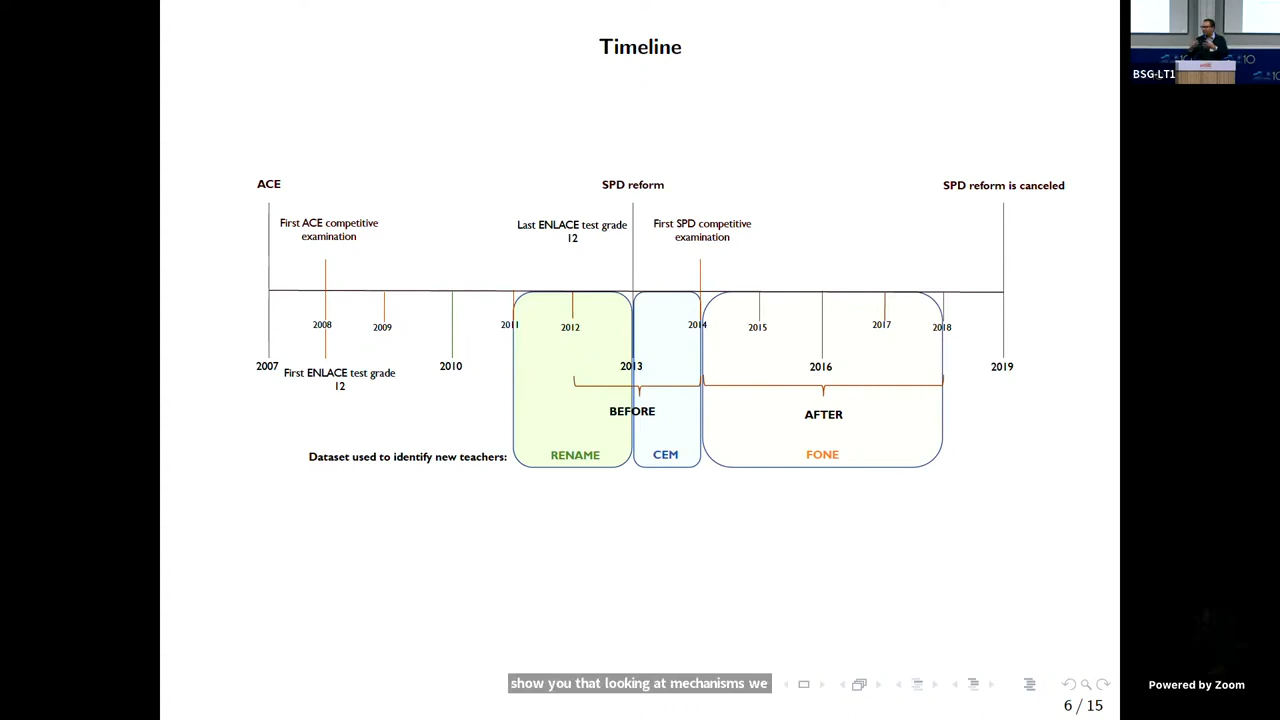 Timeline
BSG-LT1
ACE
SPD reform
SPD reform is canceled
First ACE competitive
examination
Last ENLACE test grade
12
First SPD competitive
examination
2008
2009
2011
2012
2014
2015
2017
2018
2007
2010
2013
2016
2019
First ENLACE test grade
12
BEFORE
AFTER
Dataset used to identify new teachers:
RENAME
CEM
FONE
show you that looking at mechanisms we
Powered by Zoom
6 / 15